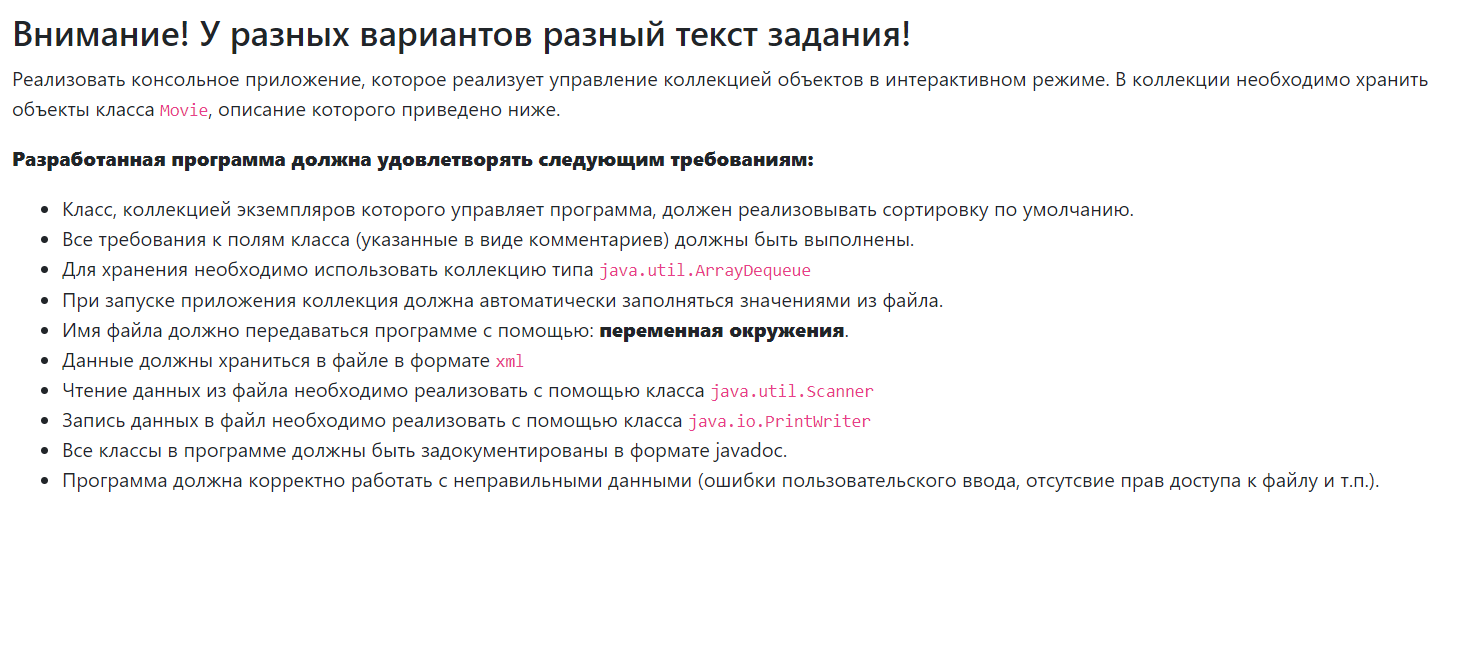 Внимание! У разных вариантов разный текст задания!
Реализовать консольное приложение, которое реализует управление коллекцией объектов в интерактивном режиме. В коллекции необходимо хранить
объекты класса Movie, описание которого приведено ниже.
Разработанная программа должна удовлетворять следующим требованиям:
• Класс, коллекцией экземпляров которого управляет программа, должен реализовывать сортировку по умолчанию.
• Все требования к полям класса (указанные в виде комментариев) должны быть выполнены.
• Для хранения необходимо использовать коллекцию типа java.util.ArrayDequeue
• При запуске приложения коллекция должна автоматически заполняться значениями из файла.
• Имя файла должно передаваться программе с помощью: переменная окружения.
• Данные должны храниться в файле в формате xml
• Чтение данных из файла необходимо реализовать с помощью класса java.util.Scanner
• Запись данных в файл необходимо реализовать с помощью класса java.io.PrintWriter
• Все классы в программе должны быть задокументированы в формате javadoc.
• Программа должна корректно работать с неправильными данными (ошибки пользовательского ввода, отсутсвие прав доступа к файлу и т.п.).